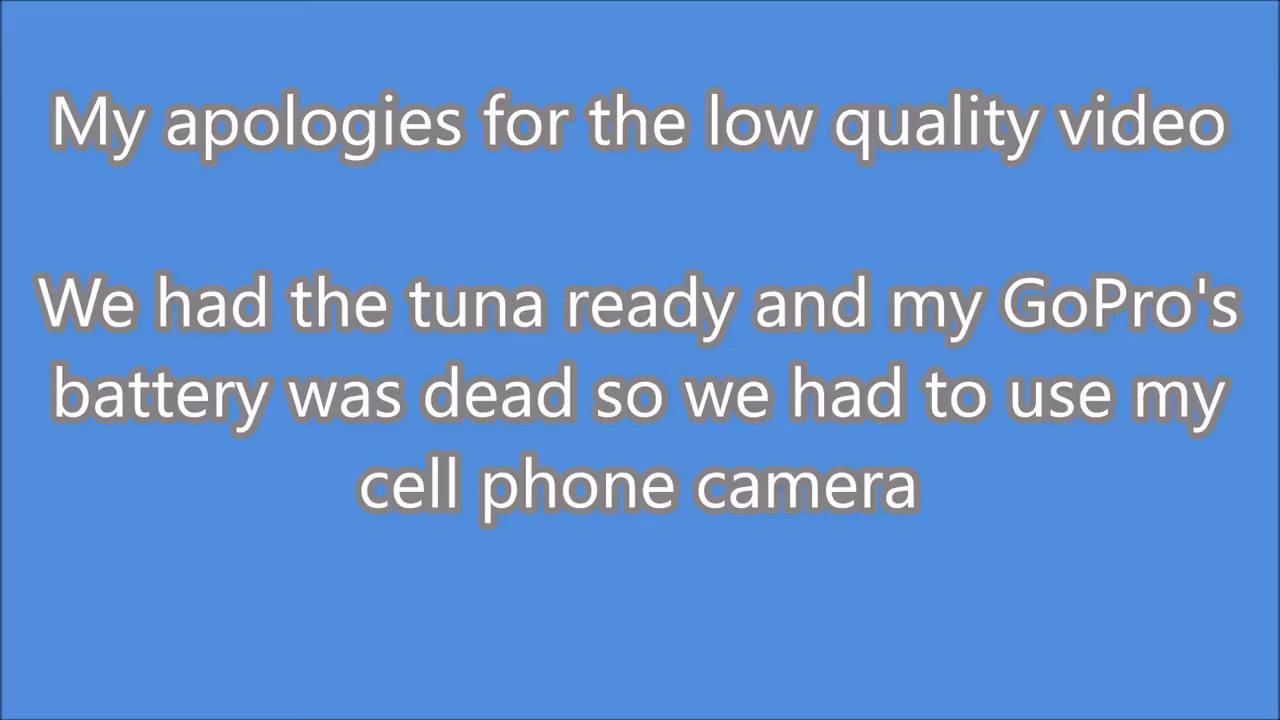 My apologies for the low quality video
We had the tuna ready and my GoPro's
battery was dead so we had to use my
cell phone camera